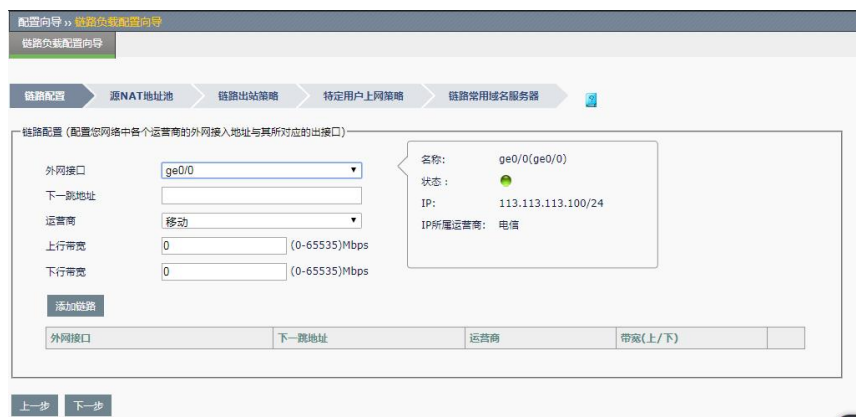 配置向导 » 链路负载配置向导
链路负载配置向导
链路配置 源NAT地址池 链路出站策略 特定用户上网策略 链路常用域名服务器
链路配置 (配置您网络中各个运营商的外网接入地址与其所对应的出接口)
外网接口 ge0/0
下一跳地址
运营商 移动
上行带宽 0 (0-65535)Mbps
下行带宽 0 (0-65535)Mbps
名称: ge0/0(ge0/0)
状态：
IP: 113.113.113.100/24
IP所属运营商: 电信
添加链路
外网接口 下一跳地址 运营商 带宽(上/下)
上一步 下一步